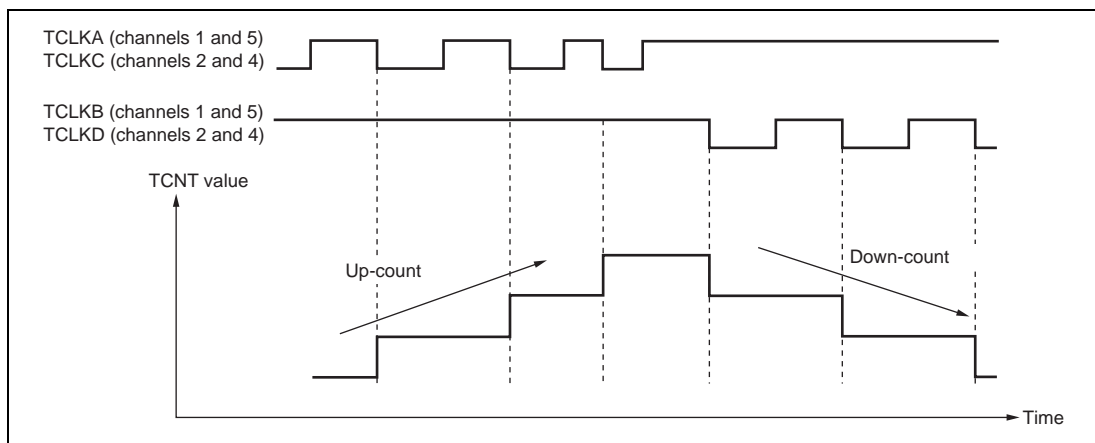 TCLKA (channels 1 and 5)
TCLKC (channels 2 and 4)
TCLKB (channels 1 and 5)
TCLKD (channels 2 and 4)
TCNT value
Up-count
Down-count
Time